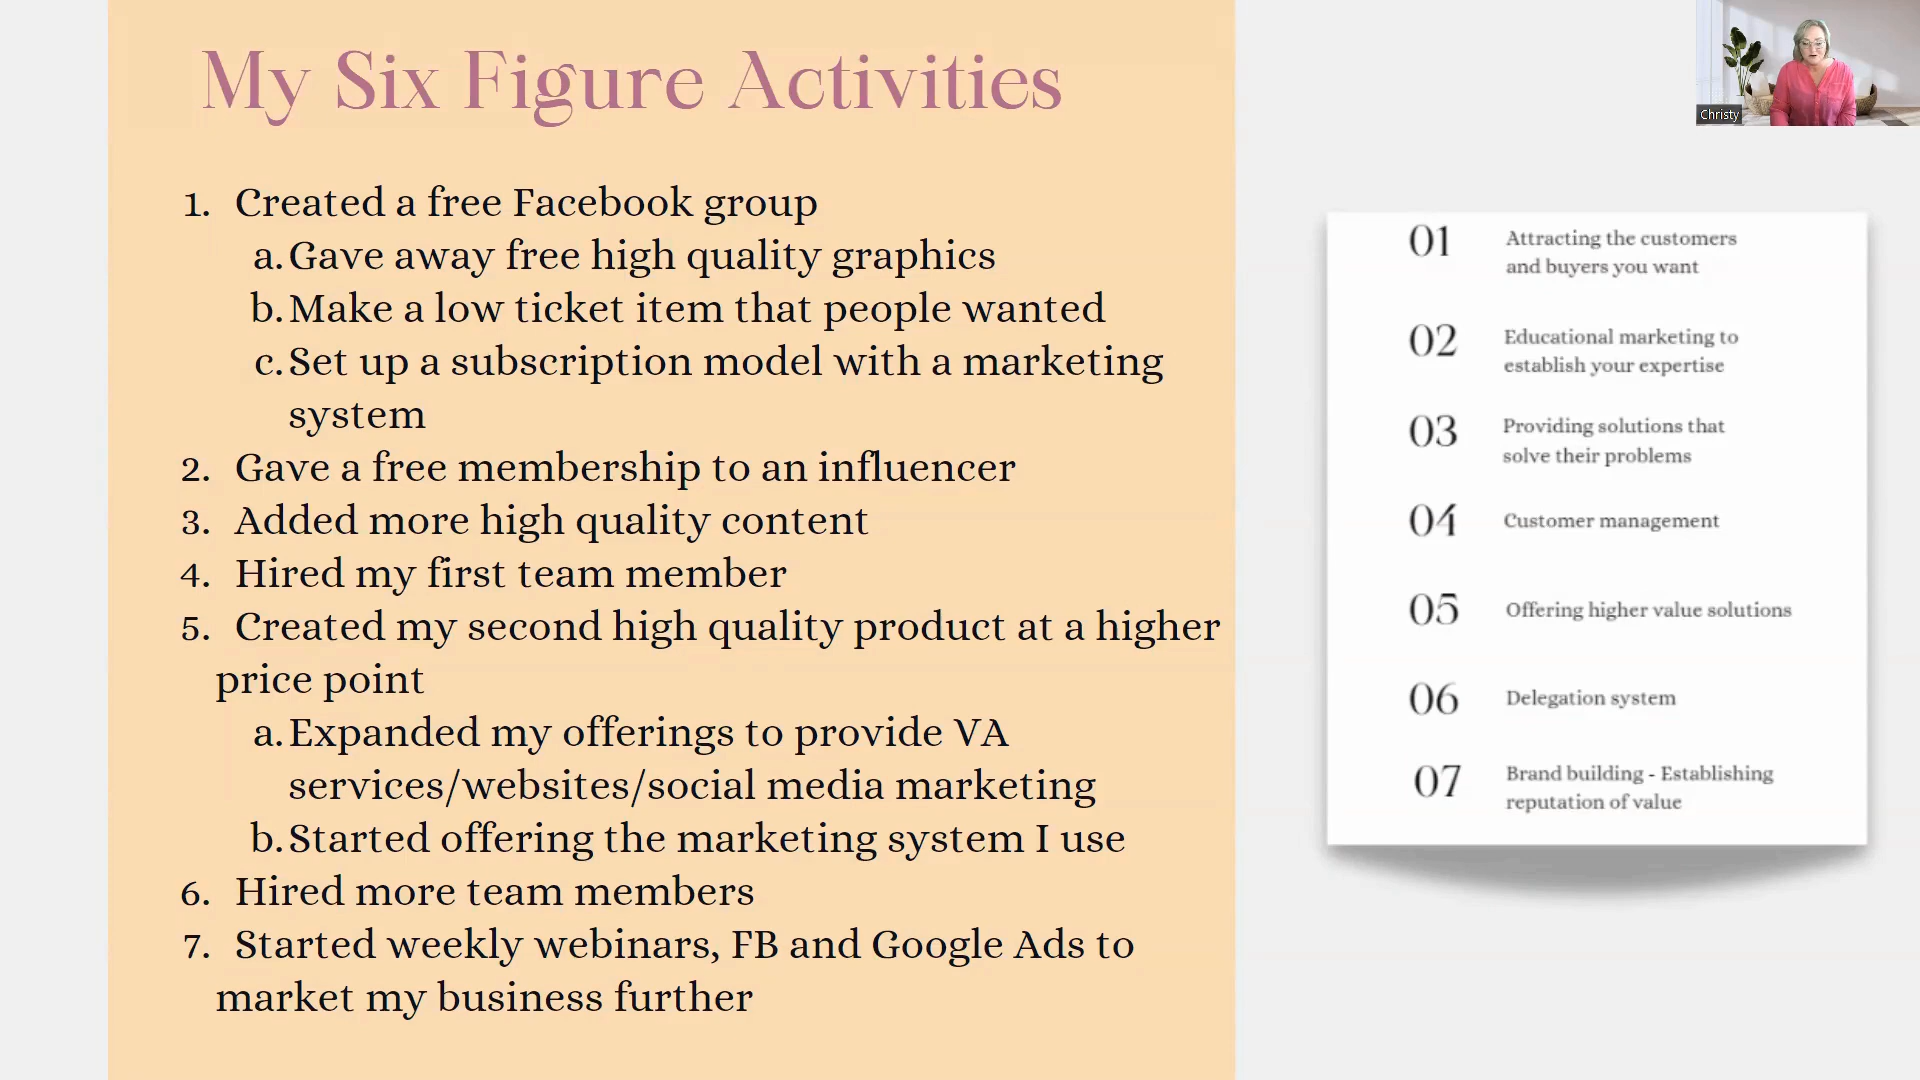 My Six Figure Activities
1. Created a free Facebook group
a. Gave away free high quality graphics
b. Make a low ticket item that people wanted
c. Set up a subscription model with a marketing
system
2. Gave a free membership to an influencer
3. Added more high quality content
4. Hired my first team member
5. Created my second high quality product at a higher
price point
a. Expanded my offerings to provide VA
services/websites/social media marketing
b. Started offering the marketing system I use
6. Hired more team members
7. Started weekly webinars, FB and Google Ads to
market my business further
Christy
01 Attracting the customers
and buyers you want
02 Educational marketing to
establish your expertise
03 Providing solutions that
solve their problems
04 Customer management
05 Offering higher value solutions
06 Delegation system
07 Brand building - Establishing
reputation of value